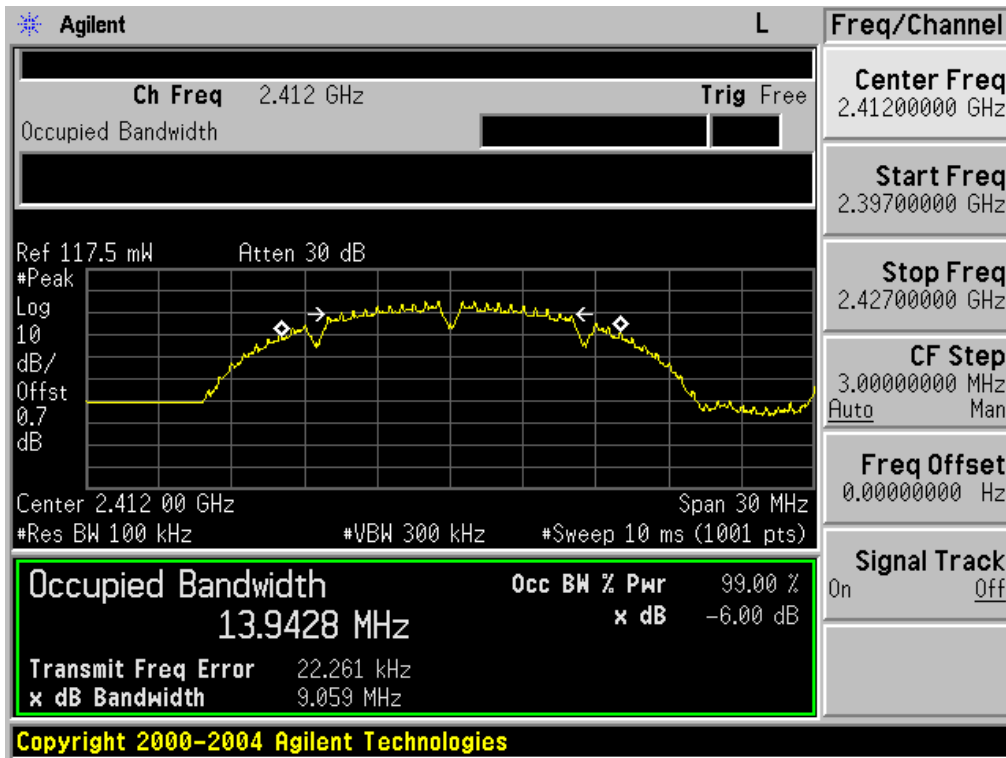 Agilent L Freq/Channel
Ch Freq 2.412 GHz Trig Free
Occupied Bandwidth
Center Freq
2.41200000 GHz
Start Freq
2.39700000 GHz
Stop Freq
2.42700000 GHz
CF Step
3.00000000 MHz
Auto Man
Freq Offset
0.00000000 Hz
Signal Track
On Off
Ref 117.5 mW Atten 30 dB
#Peak
Log
10
dB/
Offst
0.7
dB
Center 2.412 00 GHz Span 30 MHz
#Res BW 100 kHz #VBW 300 kHz #Sweep 10 ms (1001 pts)
Occupied Bandwidth Occ BW % Pwr 99.00 %
13.9428 MHz x dB -6.00 dB
Transmit Freq Error 22.261 kHz
x dB Bandwidth 9.059 MHz
Copyright 2000-2004 Agilent Technologies